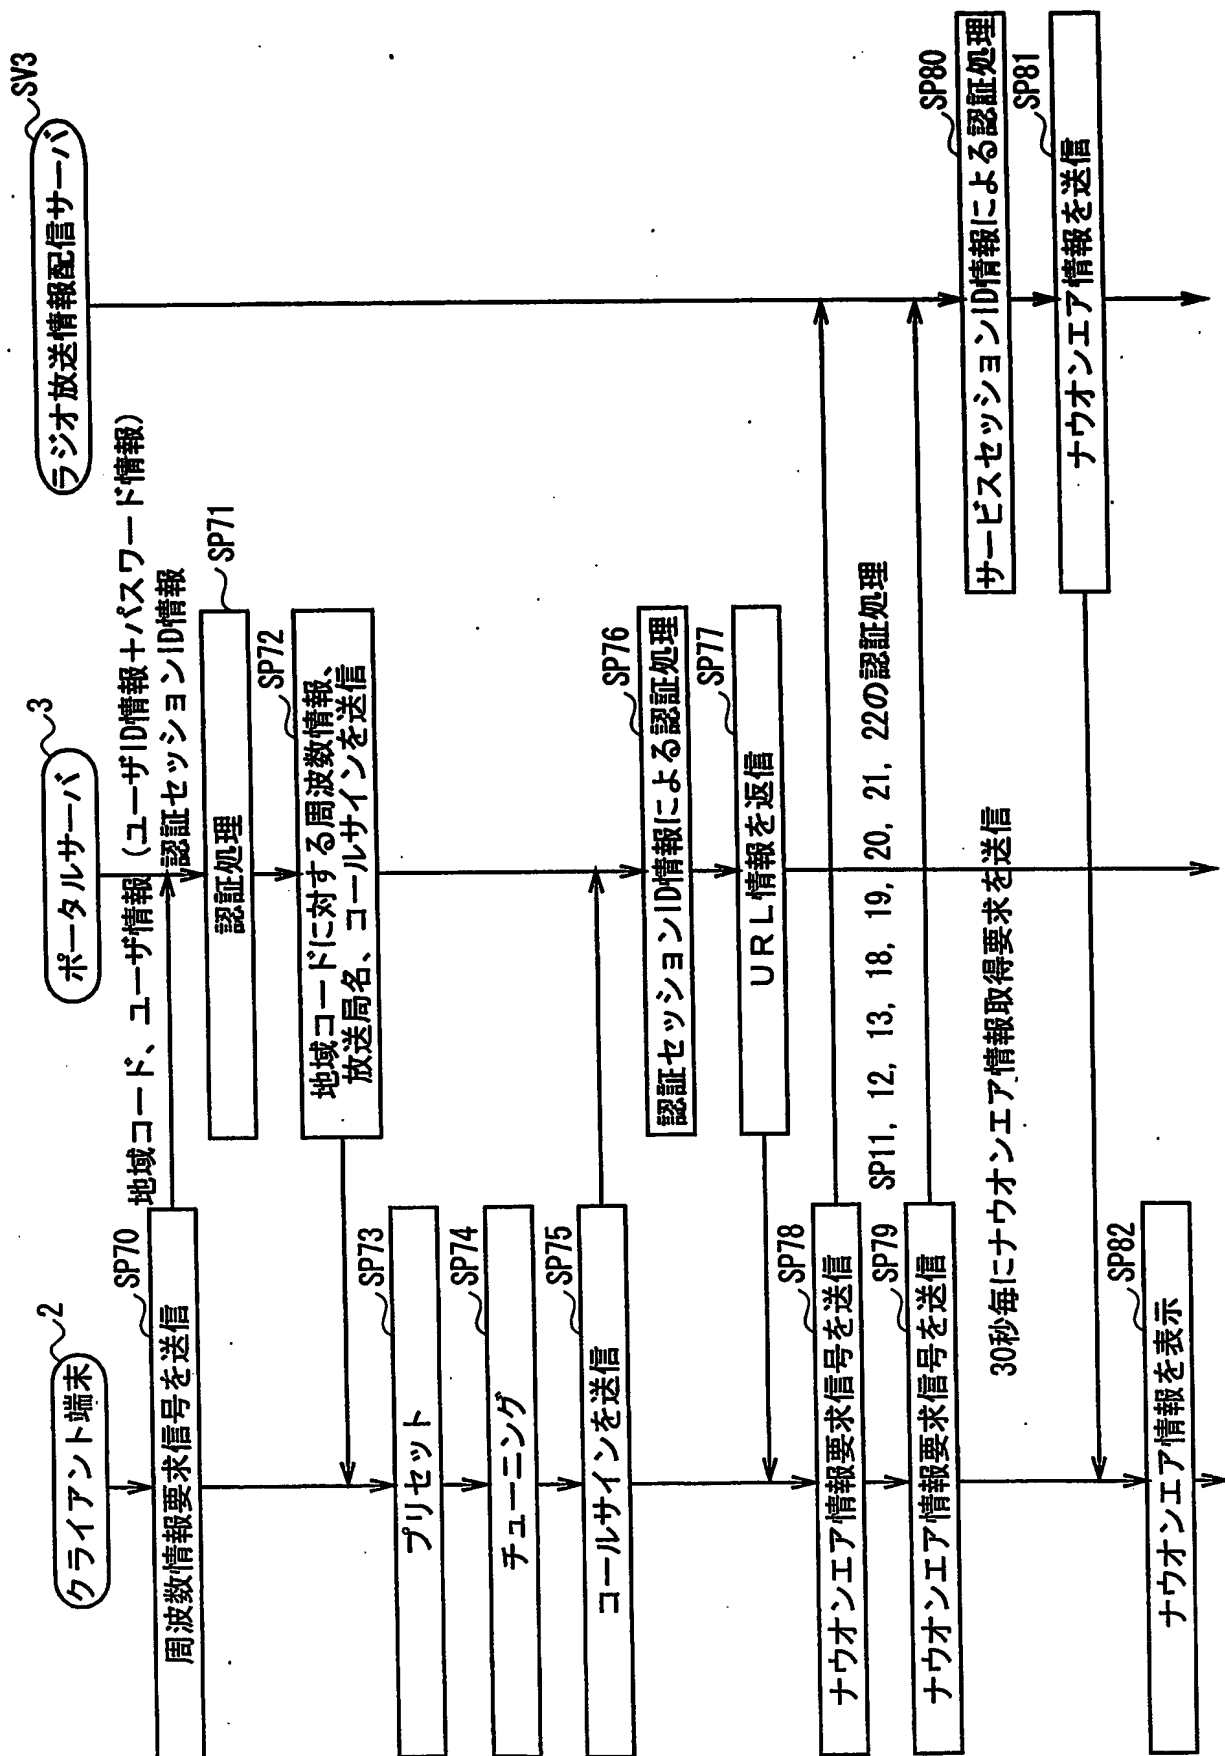 クライアント端末
2
ポータルサーバ
3
ラジオ放送情報配信サーバ
SV3
SP70
周波数情報要求信号を送信
地域コード、ユーザ情報（ユーザID情報＋パスワード情報）
認証セッションID情報
SP71
認証処理
SP72
地域コードに対する周波数情報、
放送局名、コールサインを送信
SP73
プリセット
SP74
チューニング
SP75
コールサインを送信
SP76
認証セッションID情報による認証処理
SP77
ＵＲＬ情報を返信
SP78
ナウオンエア情報要求信号を送信
SP11, 12, 13, 18, 19, 20, 21, 22の認証処理
SP79
ナウオンエア情報要求信号を送信
SP80
サービスセッションID情報による認証処理
30秒毎にナウオンエア情報取得要求を送信
SP81
ナウオンエア情報を送信
SP82
ナウオンエア情報を表示